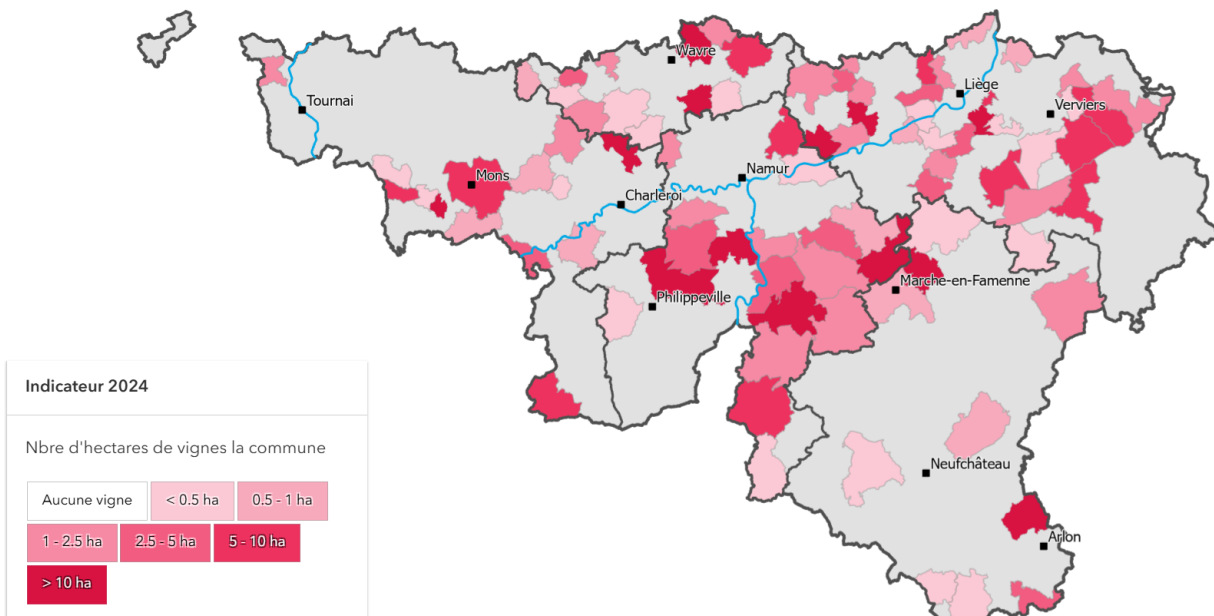 Wavre
Liège
Tournai
Verviers
Mons
Namur
Charleroi
Marche-en-Famenne
Philippeville
Indicateur 2024
Nbre d'hectares de vignes la commune
Neufchâteau
Aucune vigne
< 0.5 ha
0.5 - 1 ha
1 - 2.5 ha
2.5 - 5 ha
5 - 10 ha
Arlon
> 10 ha